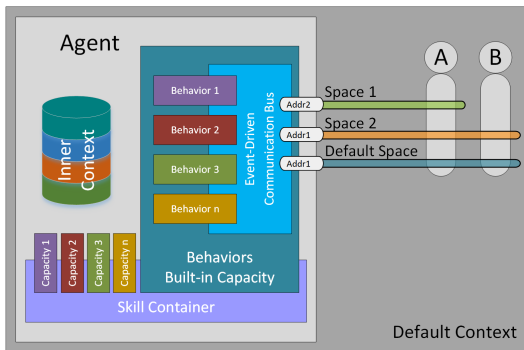 Agent
A
B
Behavior 1
Behavior 2
Behavior 3
Behavior n
Event-Driven
Communication Bus
Addr2
Space 1
Addr1
Space 2
Addr1
Default Space
Inner
Context
Capacity 1
Capacity 2
Capacity 3
Capacity n
Behaviors
Built-in Capacity
Skill Container
Default Context